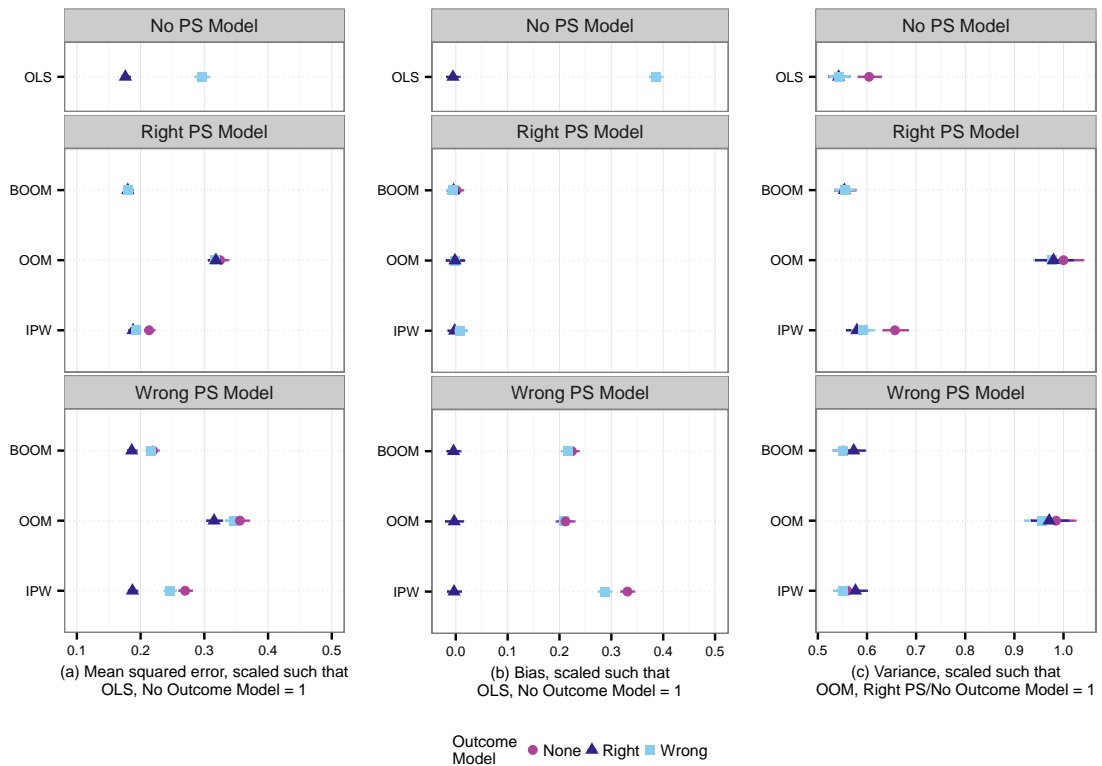 No PS Model
OLS
Right PS Model
BOOM
OOM
IPW
Wrong PS Model
BOOM
OOM
IPW
0.1 0.2 0.3 0.4 0.5
(a) Mean squared error, scaled such that
OLS, No Outcome Model = 1
No PS Model
OLS
Right PS Model
BOOM
OOM
IPW
Wrong PS Model
BOOM
OOM
IPW
0.0 0.1 0.2 0.3 0.4 0.5
(b) Bias, scaled such that
OLS, No Outcome Model = 1
No PS Model
OLS
Right PS Model
BOOM
OOM
IPW
Wrong PS Model
BOOM
OOM
IPW
0.5 0.6 0.7 0.8 0.9 1.0
(c) Variance, scaled such that
OOM, Right PS/No Outcome Model = 1
Outcome
Model
None Right Wrong